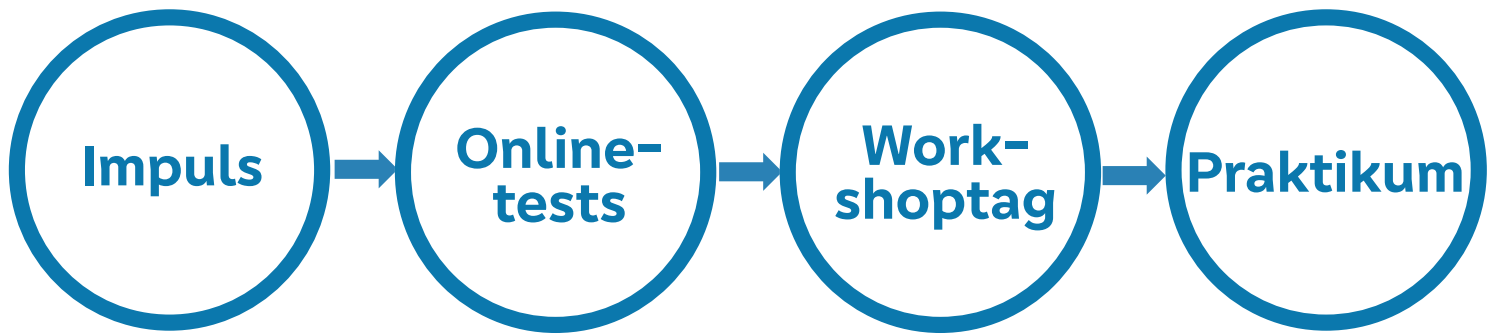 Impuls
Online-
tests
Work-
shoptag
Praktikum